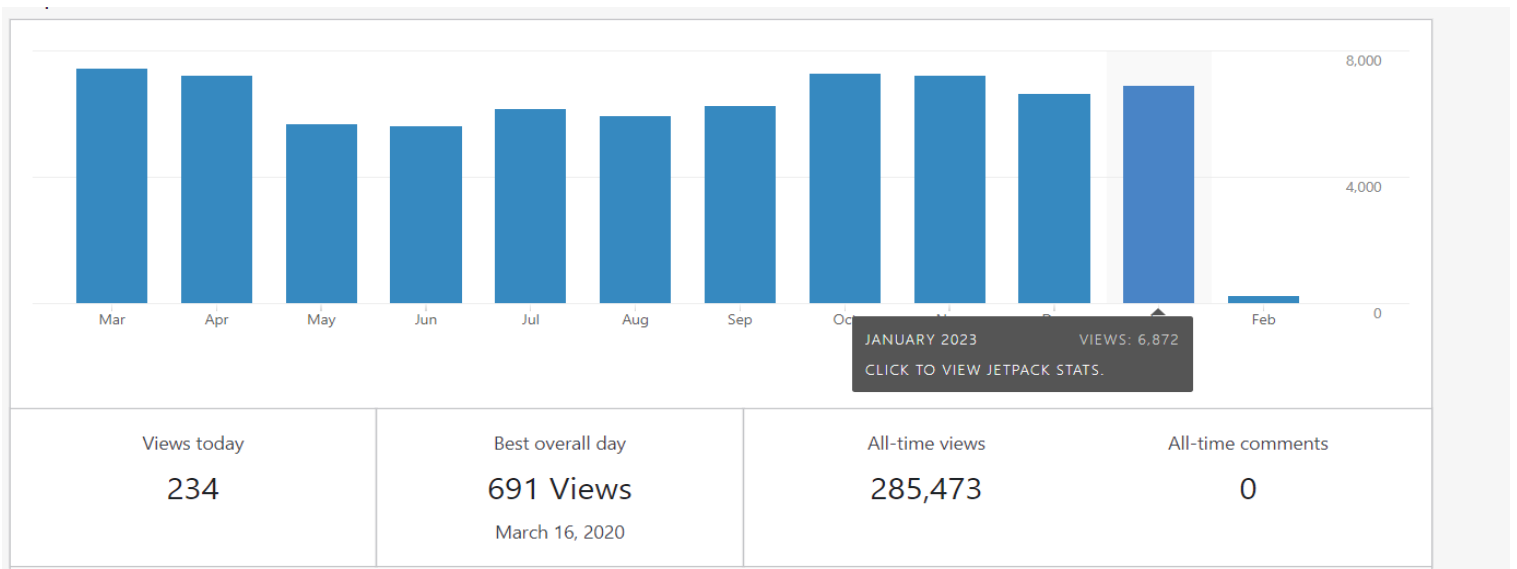 8,000
4,000
0
Mar Apr May Jun Jul Aug Sep Feb
JANUARY 2023 VIEWS: 6,872
CLICK TO VIEW JETPACK STATS.
Views today
234
Best overall day
691 Views
March 16, 2020
All-time views
285,473
All-time comments
0